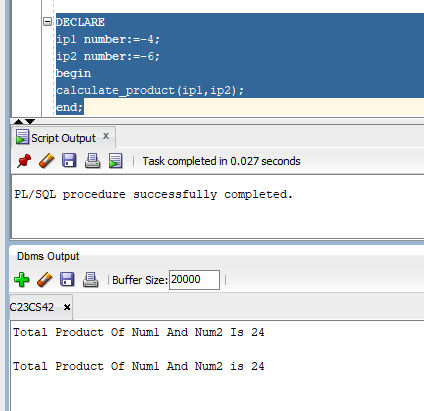 DECLARE
ip1 number:=-4;
ip2 number:=-6;
begin
calculate_product(ip1,ip2);
end;
Script Output x
Task completed in 0.027 seconds
PL/SQL procedure successfully completed.
Dbms Output
Buffer Size: 20000
C23CS42 x
Total Product Of Num1 And Num2 Is 24
Total Product Of Num1 And Num2 is 24